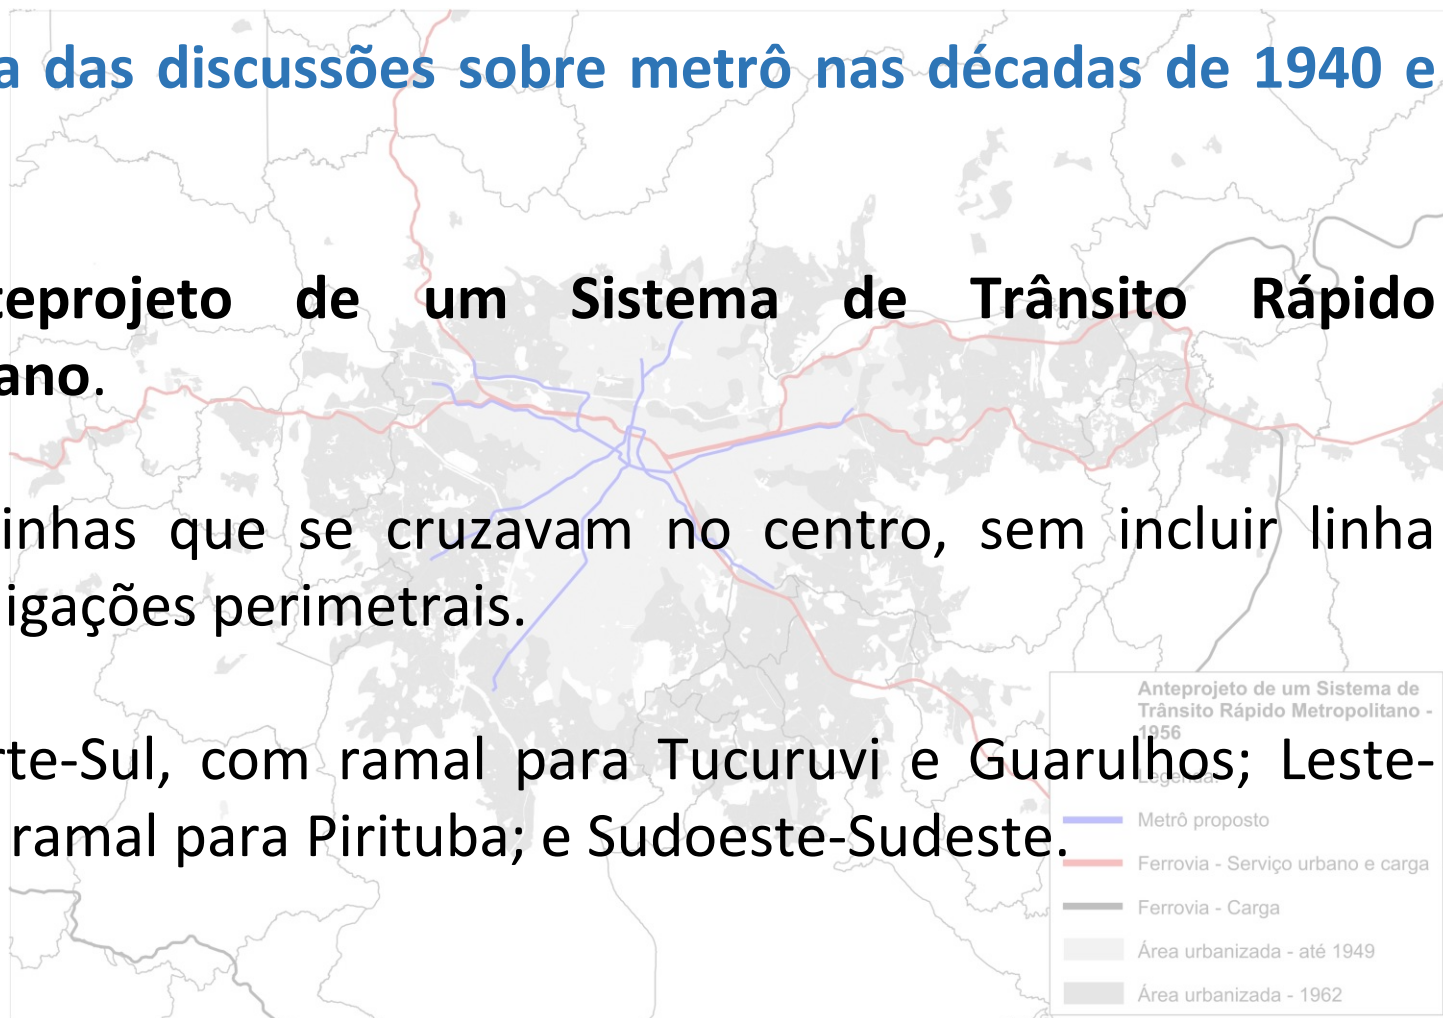 a das discussões sobre metrô nas décadas de 1940 e
teprojeto de um Sistema de Trânsito Rápido
ano.
inhas que se cruzavam no centro, sem incluir linha
igações perimetrais.
rte-Sul, com ramal para Tucuruvi e Guarulhos; Leste-
ramal para Pirituba; e Sudoeste-Sudeste.
Anteprojeto de um Sistema de
Trânsito Rápido Metropolitano -
1956
Legenda:
Metrô proposto
Ferrovia - Serviço urbano e carga
Ferrovia - Carga
Área urbanizada - até 1949
Área urbanizada - 1962